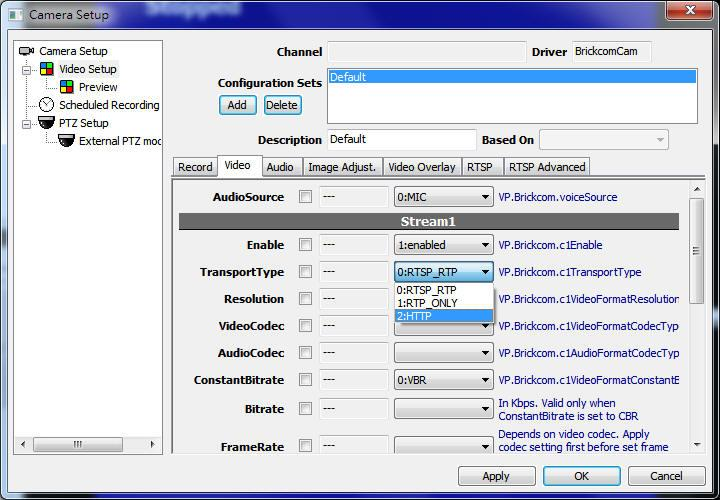 Stopped
Camera Setup
Camera Setup
Video Setup
Preview
Scheduled Recording
PTZ Setup
External PTZ mod
Channel
Driver BrickcomCam
Configuration Sets
Default
Add Delete
Description Default Based On
Record Video Audio Image Adjust. Video Overlay RTSP RTSP Advanced
AudioSource --- 0:MIC VP.Brickcom.voiceSource
Stream1
Enable --- 1:enabled VP.Brickcom.c1Enable
TransportType --- 0:RTSP_RTP VP.Brickcom.c1TransportType
0:RTSP_RTP
Resolution --- VP.Brickcom.c1VideoFormatResolution
1:RTP_ONLY
2:HTTP
VideoCodec --- VP.Brickcom.c1VideoFormatCodecType
AudioCodec --- VP.Brickcom.c1AudioFormatCodecTyp
ConstantBitrate --- 0:VBR VP.Brickcom.c1VideoFormatConstantB
Bitrate --- In Kbps. Valid only when
ConstantBitrate is set to CBR
FrameRate --- Depends on video codec. Apply
codec setting first before set frame
Apply OK Cancel